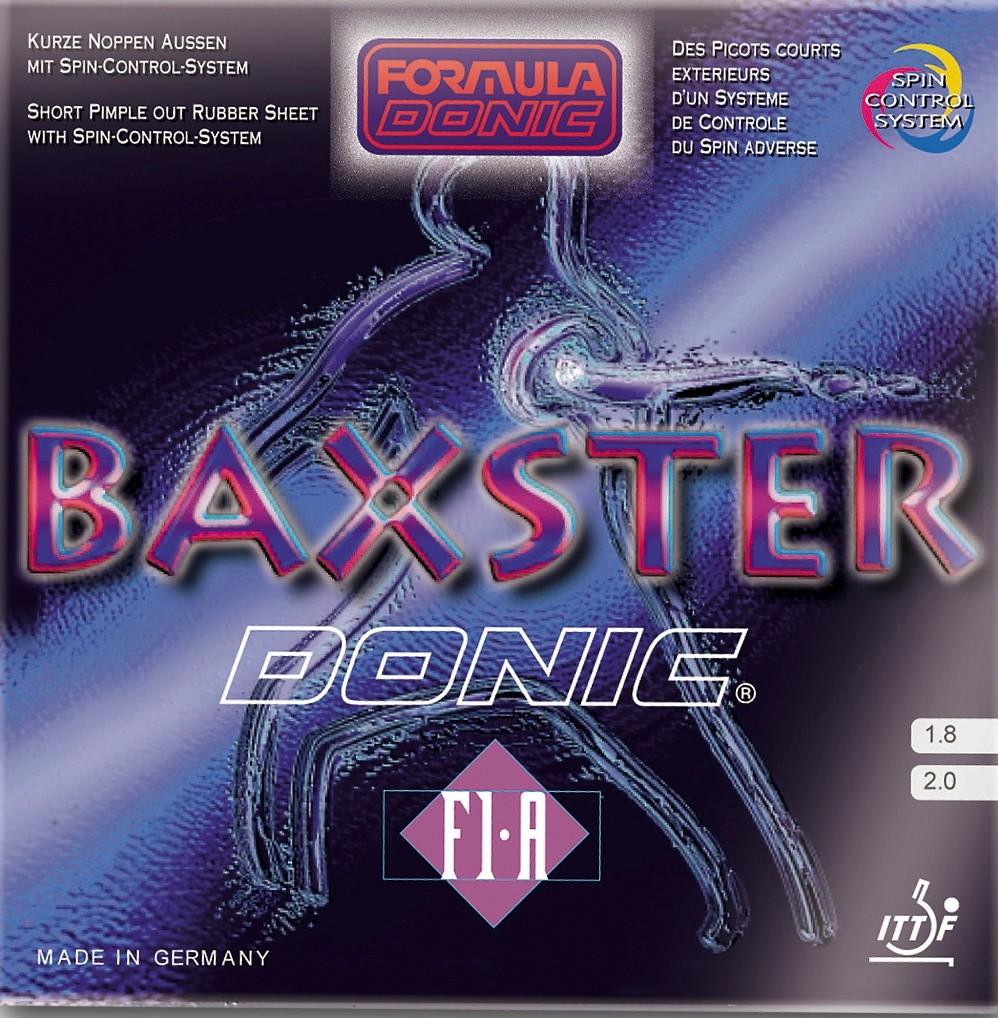 KURZE NOPPEN AUSSEN
MIT SPIN-CONTROL-SYSTEM
SHORT PIMPLE OUT RUBBER SHEET
WITH SPIN-CONTROL-SYSTEM
FORMULA
DONIC
DES PICOTS COURTS
EXTERIEURS
D'UN SYSTEME
DE CONTROLE
DU SPIN ADVERSE
SPIN
CONTROL
SYSTEM
BAXSTER
DONIC®
1.8
2.0
F1·A
MADE IN GERMANY
ITTF